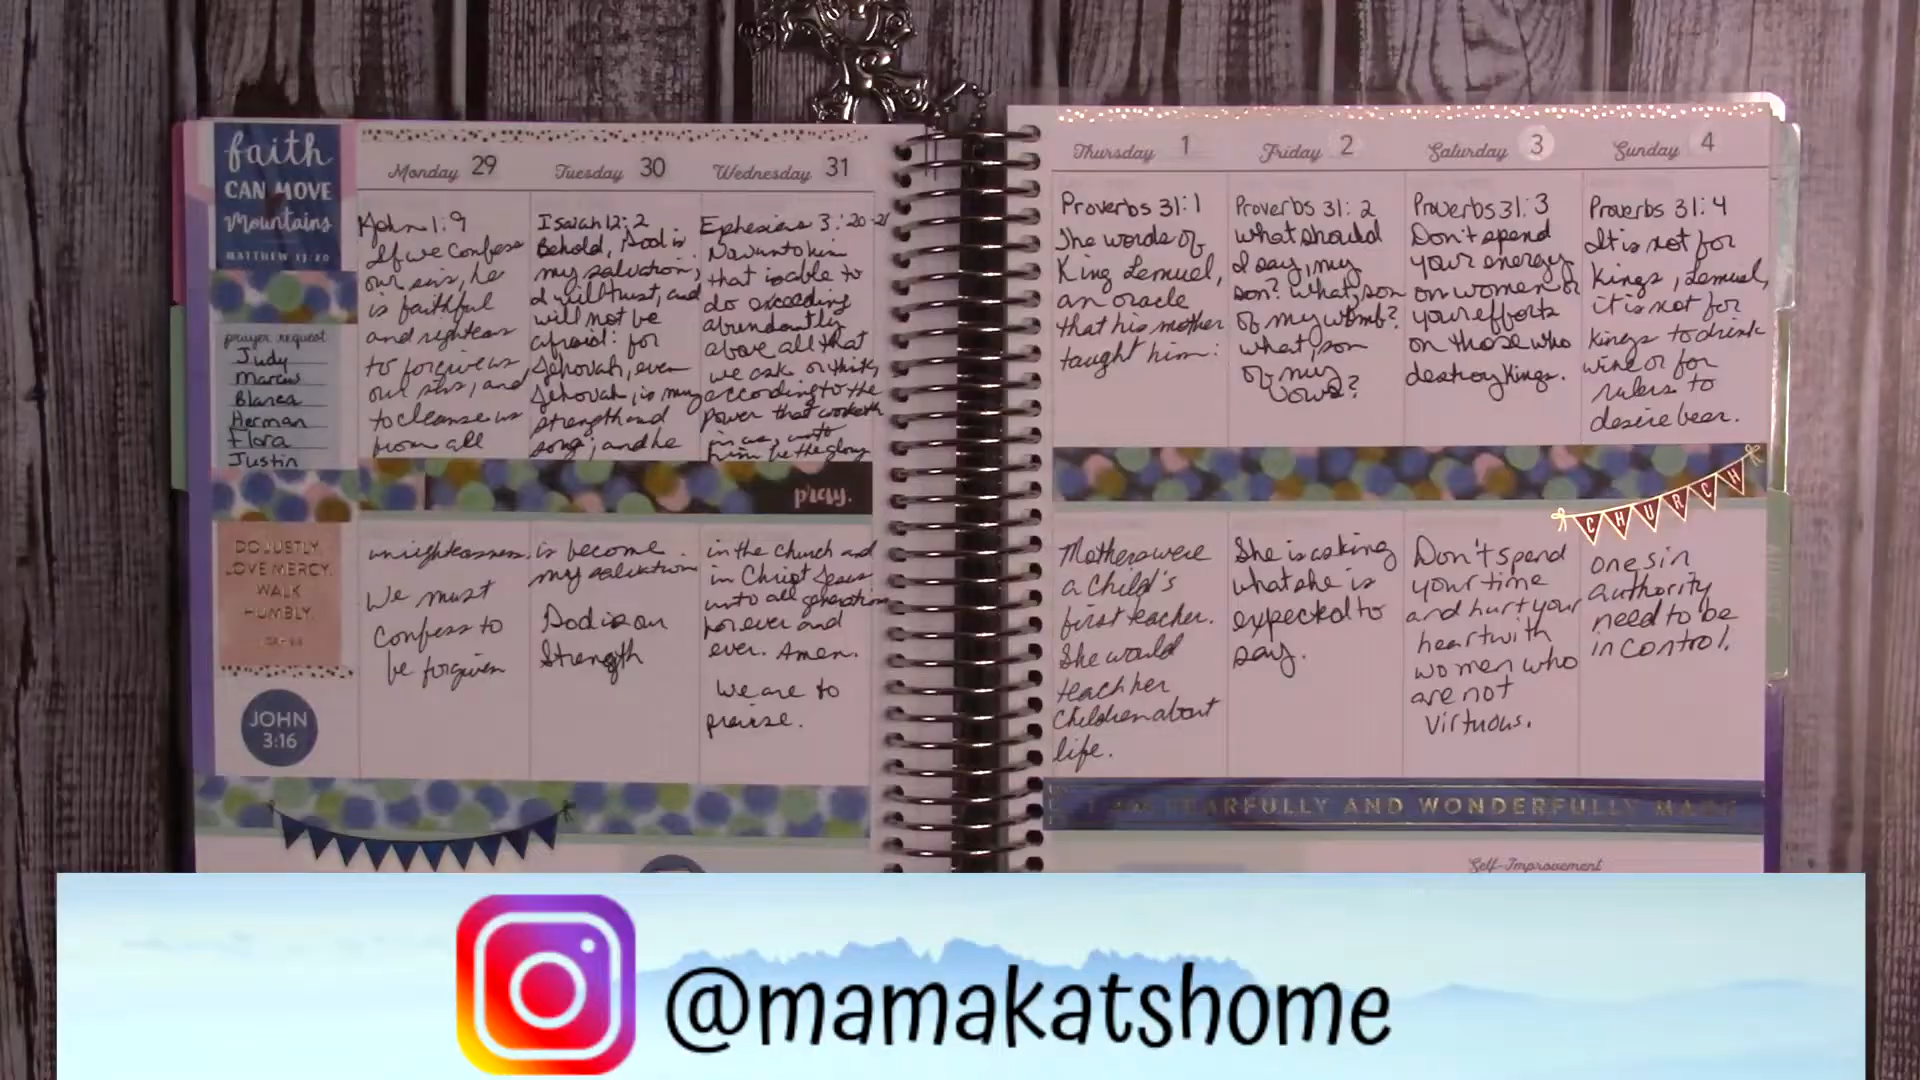 faith
CAN MOVE
Mountains
MATTHEW 17:20
prayer request
Judy
Marcus
Blanca
Herman
Flora
Justin
DO JUSTLY.
LOVE MERCY.
WALK
HUMBLY.
JOHN
3:16
Monday 29
John 1:9
If we confess
our sins, he
is faithful
and righteous
to forgive us
our sins, and
to cleanse us
from all
unrighteousness.
We must
confess to
be forgiven
Tuesday 30
Isaiah 12:2
Behold, God is
my salvation;
I will trust, and
will not be
afraid: for
Jehovah, even
Jehovah, is my
strength and
song; and he
is become
my salvation
God is our
Strength
Wednesday 31
Ephesians 3:20-21
Now unto him
that is able to
do exceeding
abundantly
above all that
we ask or think,
according to the
power that worketh
in us, unto
him be the glory
pray.
in the church and
in Christ Jesus
unto all generations
for ever and
ever. Amen.
We are to
praise.
Thursday 1
Proverbs 31:1
The words of
King Lemuel,
an oracle
that his mother
taught him:
Mothers were
a child's
first teacher.
She would
teach her
children about
life.
Friday 2
Proverbs 31:2
What should
I say, my
son? What, son
of my womb?
What, son
of my
vows?
She is asking
what she is
expected to
say.
Saturday 3
Proverbs 31:3
Don't spend
your energy
on women or
your efforts
on those who
destroy kings.
Don't spend
your time
and hurt your
heart with
women who
are not
virtuous.
Sunday 4
Proverbs 31:4
It is not for
kings, Lemuel,
it is not for
kings to drink
wine or for
rulers to
desire beer.
CHURCH
ones in
authority
need to be
in control.
I AM FEARFULLY AND WONDERFULLY MADE
Self-Improvement
@mamakatshome